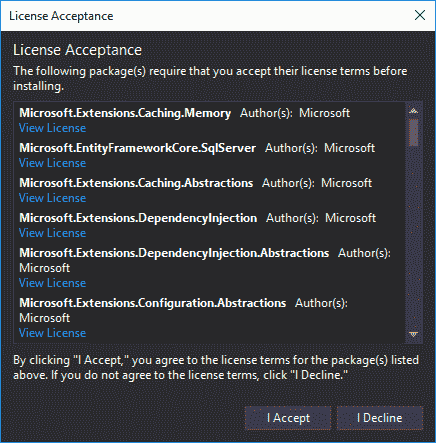 License Acceptance
License Acceptance
The following package(s) require that you accept their license terms before
installing.
Microsoft.Extensions.Caching.Memory Author(s): Microsoft
View License
Microsoft.EntityFrameworkCore.SqlServer Author(s): Microsoft
View License
Microsoft.Extensions.Caching.Abstractions Author(s): Microsoft
View License
Microsoft.Extensions.DependencyInjection Author(s): Microsoft
View License
Microsoft.Extensions.DependencyInjection.Abstractions Author(s):
Microsoft
View License
Microsoft.Extensions.Configuration.Abstractions Author(s):
Microsoft
View License
By clicking "I Accept," you agree to the license terms for the package(s) listed
above. If you do not agree to the license terms, click "I Decline."
I Accept I Decline